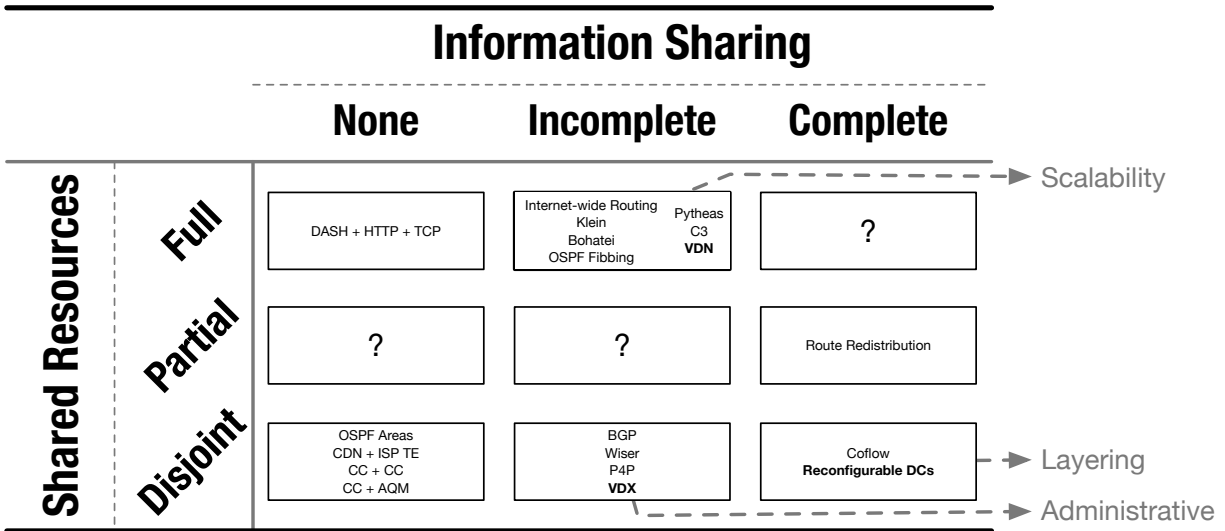 Information Sharing
None
Incomplete
Complete
Shared Resources
Full
DASH + HTTP + TCP
Internet-wide Routing
Klein
Bohatei
OSPF Fibbing
Pytheas
C3
VDN
?
Scalability
Partial
?
?
Route Redistribution
Disjoint
OSPF Areas
CDN + ISP TE
CC + CC
CC + AQM
BGP
Wiser
P4P
VDX
Coflow
Reconfigurable DCs
Layering
Administrative